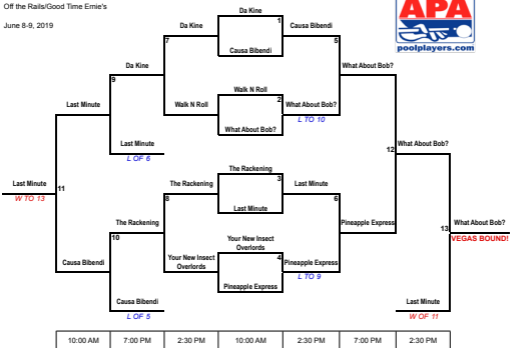 Off the Rails/Good Time Ernie's
June 8-9, 2019
APA
poolplayers.com
Da Kine
1
Causa Bibendi
Da Kine
7
Causa Bibendi
5
Walk N Roll
2
What About Bob?
Walk N Roll
What About Bob?
L TO 10
Da Kine
9
Last Minute
L OF 6
What About Bob?
Last Minute
The Rackening
3
Last Minute
The Rackening
8
Last Minute
6
Your New Insect
Overlords
4
Pineapple Express
Your New Insect
Overlords
Pineapple Express
L TO 9
The Rackening
10
Causa Bibendi
L OF 5
Pineapple Express
Causa Bibendi
Last Minute
W TO 13
11
12
What About Bob?
13
What About Bob?
VEGAS BOUND!
Last Minute
W OF 11
10:00 AM
7:00 PM
2:30 PM
10:00 AM
2:30 PM
7:00 PM
2:30 PM